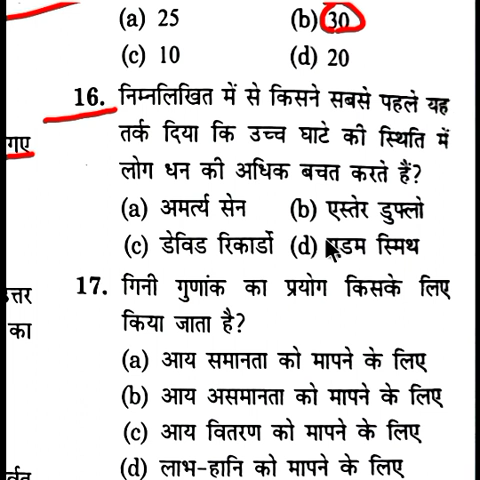 (a) 25 (b) 30
(c) 10 (d) 20
16. निम्नलिखित में से किसने सबसे पहले यह
गए तर्क दिया कि उच्च घाटे की स्थिति में
लोग धन की अधिक बचत करते हैं?
(a) अमर्त्य सेन (b) एस्तेर डुफ्लो
(c) डेविड रिकार्डो (d) एडम स्मिथ
17. गिनी गुणांक का प्रयोग किसके लिए
का किया जाता है?
(a) आय समानता को मापने के लिए
(b) आय असमानता को मापने के लिए
(c) आय वितरण को मापने के लिए
(d) लाभ-हानि को मापने के लिए